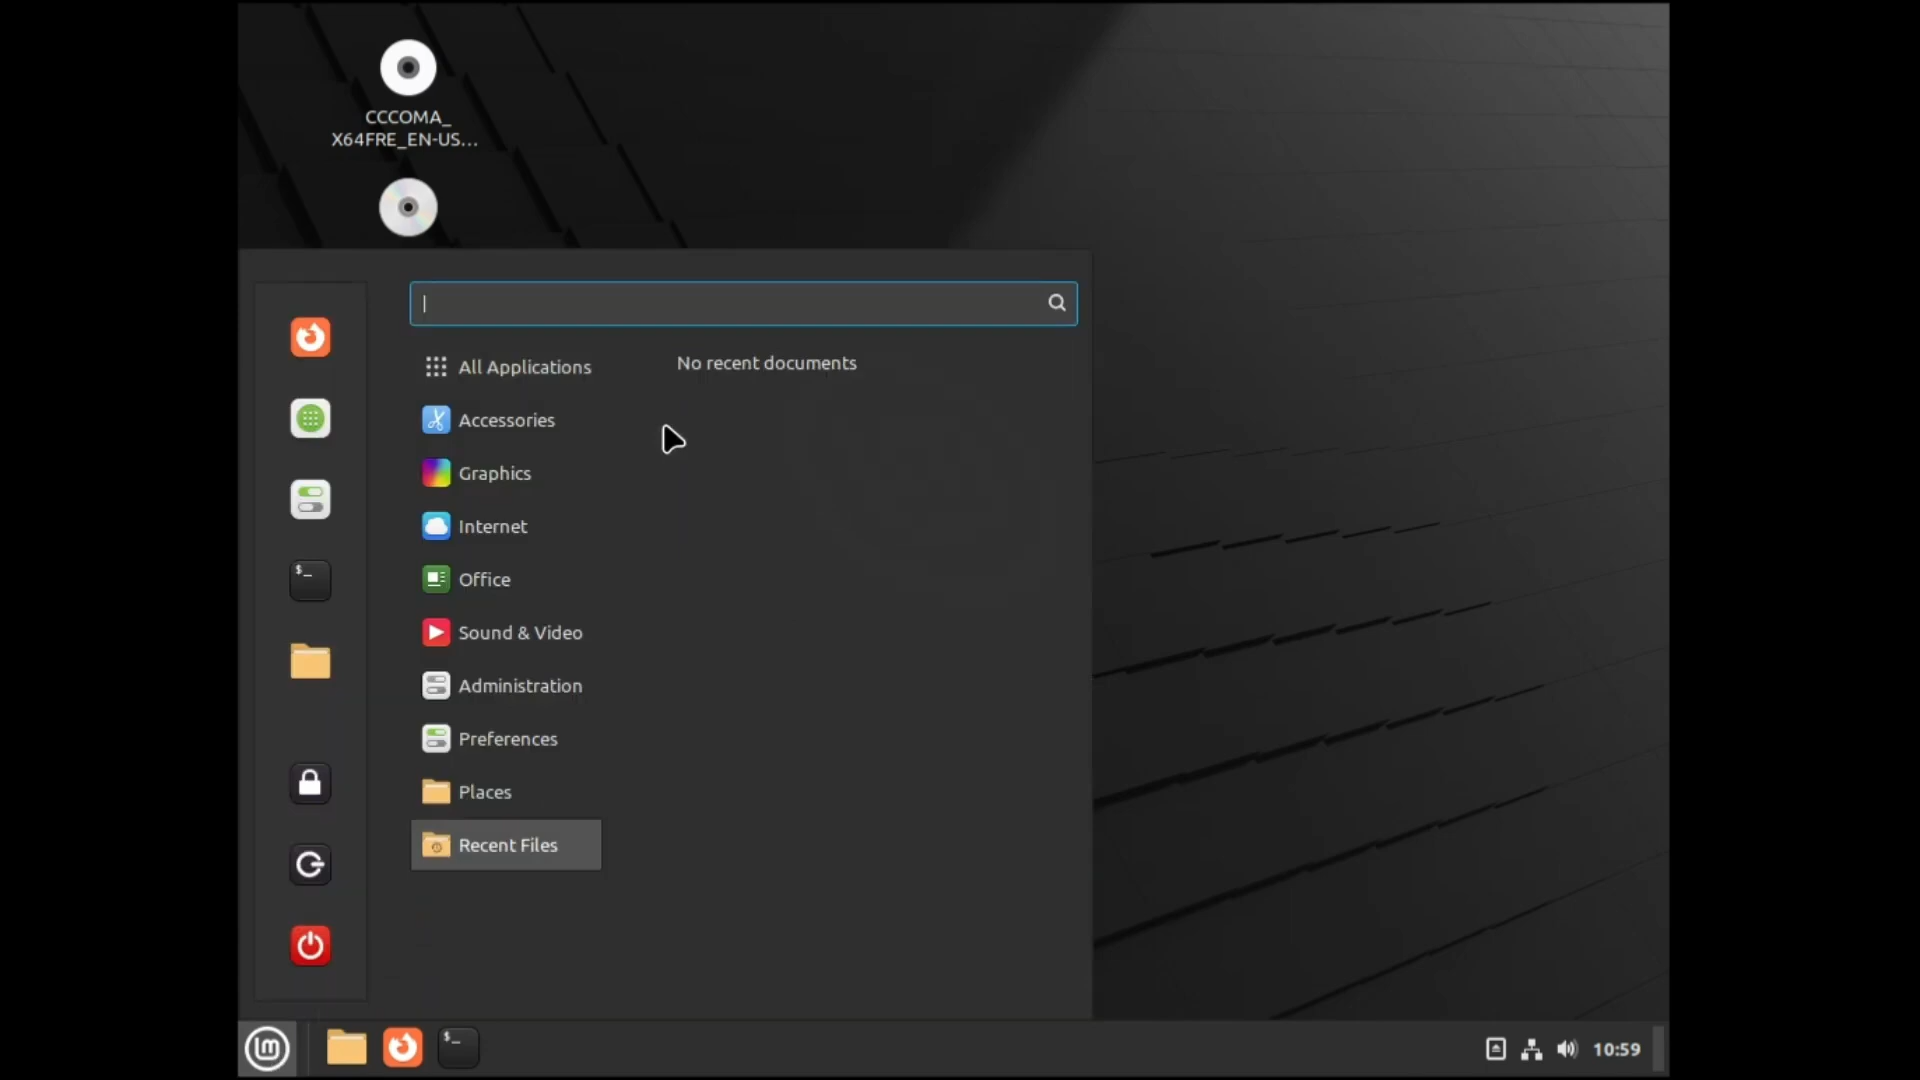 CCCOMA_
X64FRE_EN-US...
All Applications
No recent documents
Accessories
Graphics
Internet
Office
Sound & Video
Administration
Preferences
Places
Recent Files
$_
$_
10:59